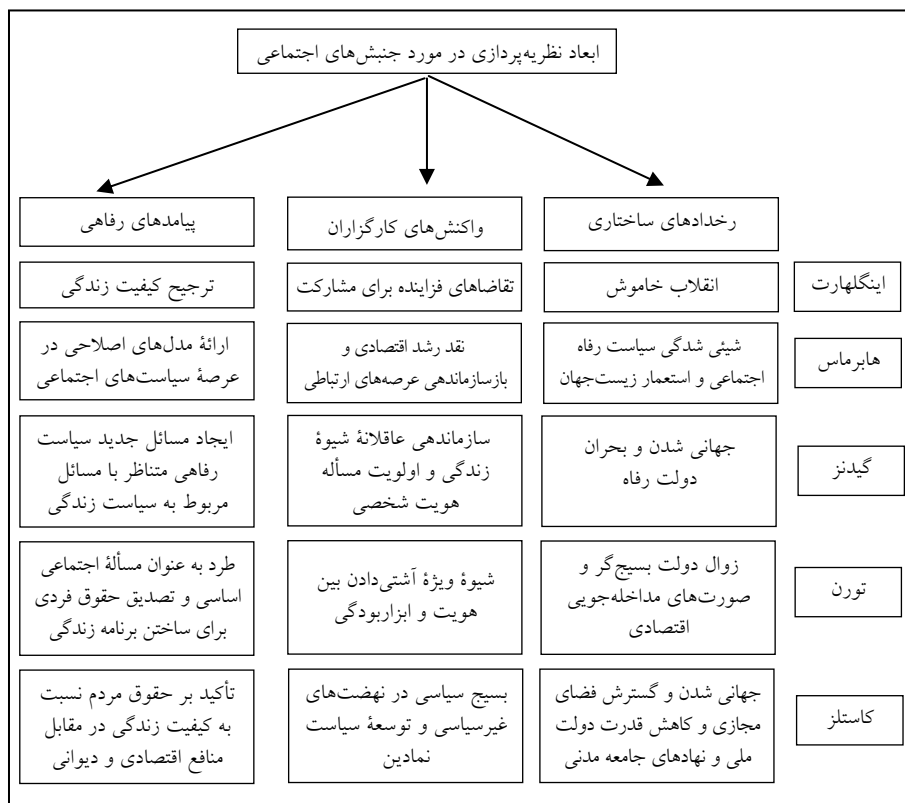 ابعاد نظریه‌پردازی در مورد جنبش‌های اجتماعی
رخدادهای ساختاری
واکنش‌های کارگزاران
پیامدهای رفاهی
اینگلهارت
انقلاب خاموش
تقاضاهای فزاینده برای مشارکت
ترجیح کیفیت زندگی
هابرماس
شیئی شدگی سیاست رفاه
اجتماعی و استعمار زیست‌جهان
نقد رشد اقتصادی و
بازسازماندهی عرصه‌های ارتباطی
ارائهٔ مدل‌های اصلاحی در
عرصهٔ سیاست‌های اجتماعی
گیدنز
جهانی شدن و بحران
دولت رفاه
سازماندهی عاقلانهٔ شیوهٔ
زندگی و اولویت مسأله
هویت شخصی
ایجاد مسائل جدید سیاست
رفاهی متناظر با مسائل
مربوط به سیاست زندگی
تورن
زوال دولت بسیج‌گر و
صورت‌های مداخله‌جویی
اقتصادی
شیوهٔ ویژهٔ آشتی‌دادن بین
هویت و ابزاربودگی
طرد به عنوان مسألهٔ اجتماعی
اساسی و تصدیق حقوق فردی
برای ساختن برنامه زندگی
کاستلز
جهانی شدن و گسترش فضای
مجازی و کاهش قدرت دولت
ملی و نهادهای جامعه مدنی
بسیج سیاسی در نهضت‌های
غیرسیاسی و توسعهٔ سیاست
نمادین
تأکید بر حقوق مردم نسبت
به کیفیت زندگی در مقابل
منافع اقتصادی و دیوانی